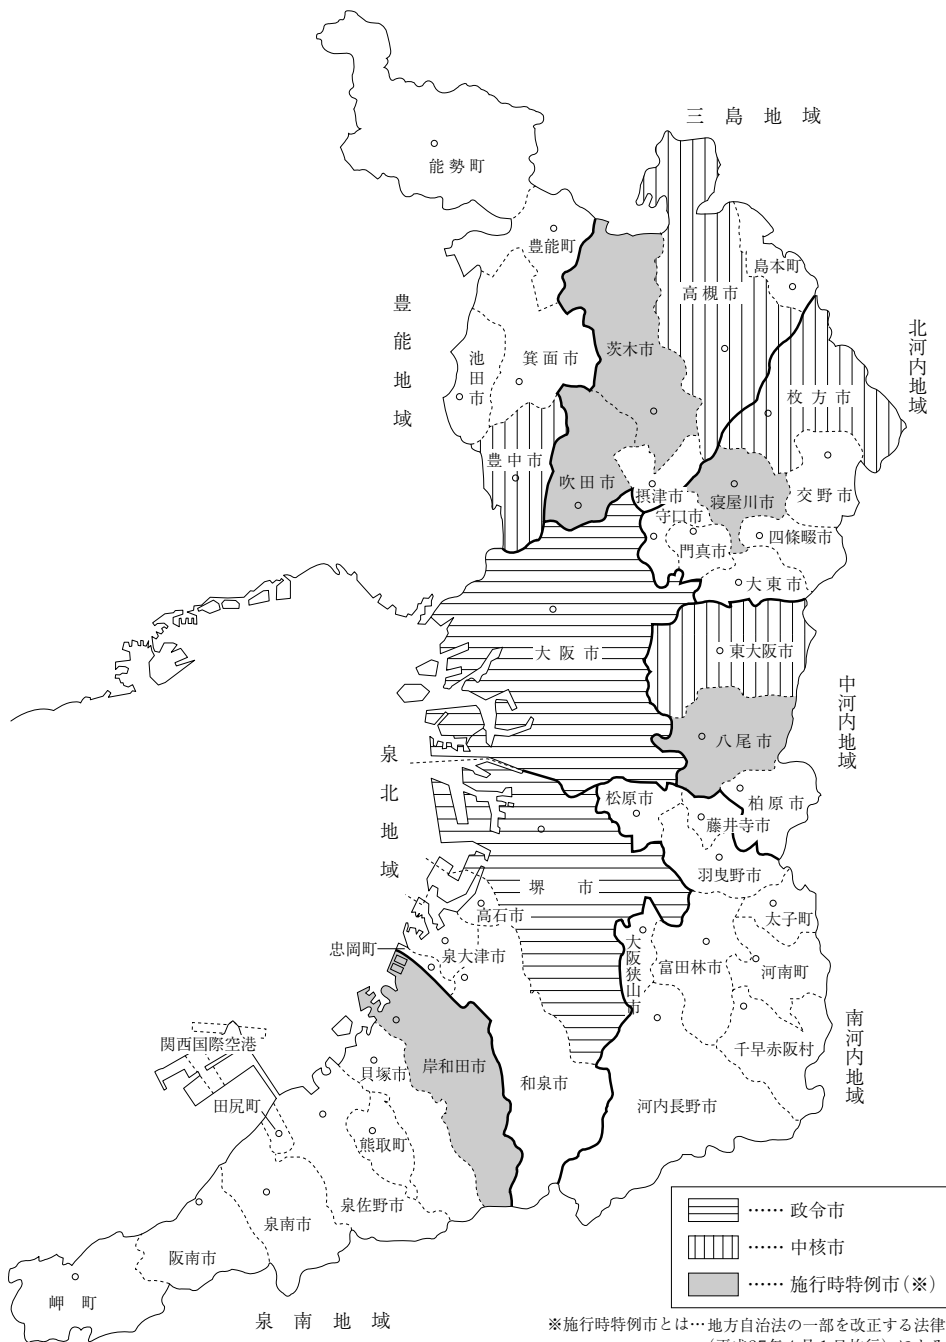 三島地域
能勢町
豊能町
島本町
高槻市
豊能地域
北河内地域
茨木市
池田市
箕面市
枚方市
豊中市
吹田市
摂津市
寝屋川市
交野市
守口市
門真市
四條畷市
大東市
大阪市
東大阪市
中河内地域
八尾市
泉北地域
松原市
柏原市
藤井寺市
羽曳野市
堺市
高石市
太子町
忠岡町
泉大津市
大阪狭山市
富田林市
河南町
南河内地域
関西国際空港
千早赤阪村
岸和田市
貝塚市
和泉市
河内長野市
田尻町
熊取町
泉佐野市
泉南市
阪南市
岬町
泉南地域
……政令市
……中核市
……施行時特例市(※)
※施行時特例市とは…地方自治法の一部を改正する法律